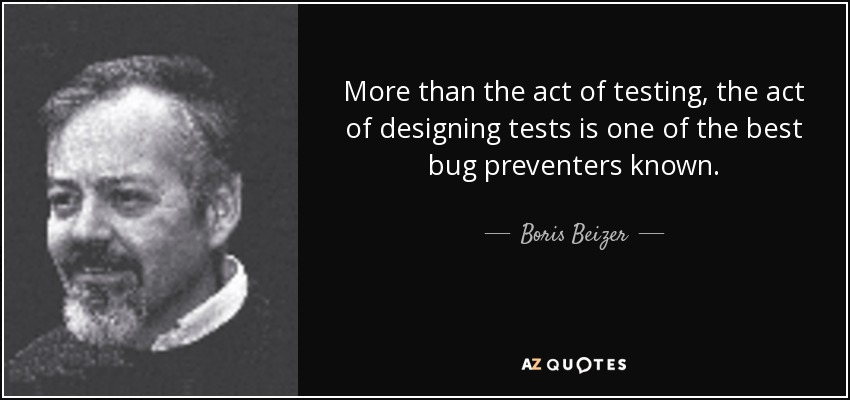 More than the act of testing, the act
of designing tests is one of the best
bug preventers known.
Boris Beizer
AZ QUOTES